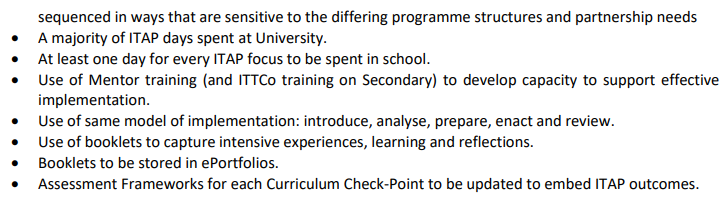 sequenced in ways that are sensitive to the differing programme structures and partnership needs
• A majority of ITAP days spent at University.
• At least one day for every ITAP focus to be spent in school.
• Use of Mentor training (and ITTCo training on Secondary) to develop capacity to support effective
implementation.
• Use of same model of implementation: introduce, analyse, prepare, enact and review.
• Use of booklets to capture intensive experiences, learning and reflections.
• Booklets to be stored in ePortfolios.
• Assessment Frameworks for each Curriculum Check-Point to be updated to embed ITAP outcomes.